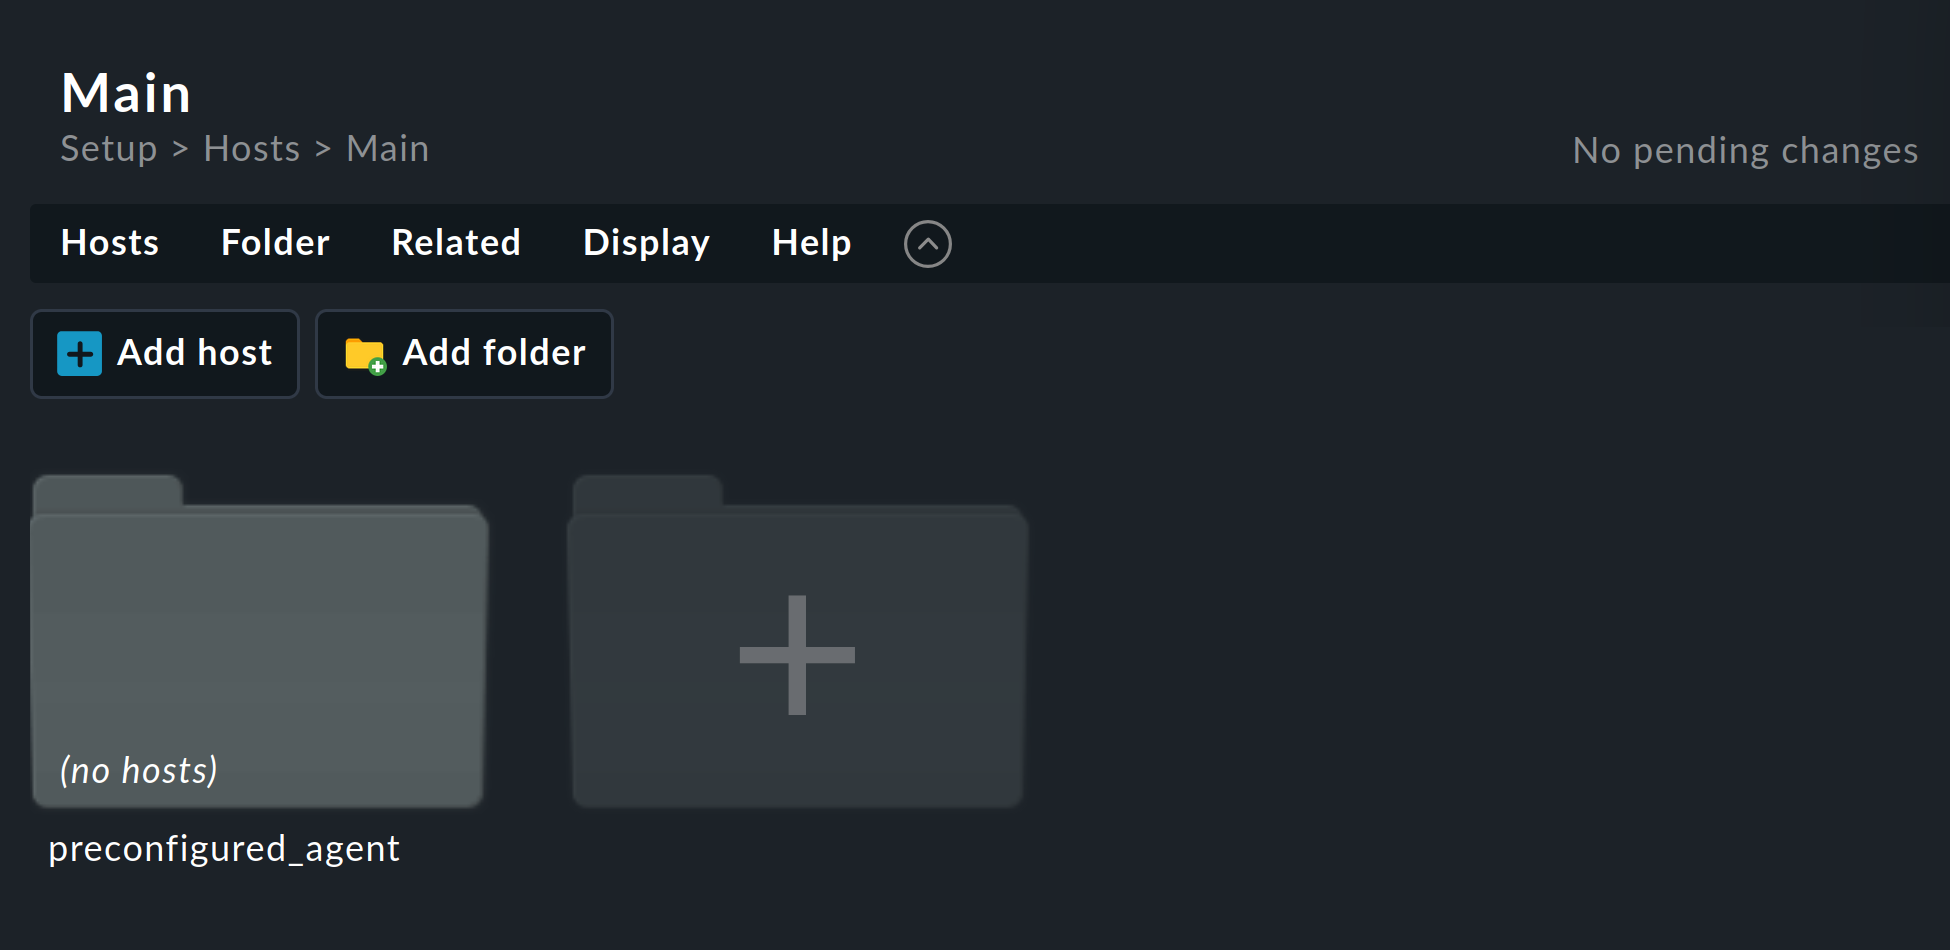 Main
Setup > Hosts > Main
No pending changes
Hosts Folder Related Display Help
Add host Add folder
(no hosts)
preconfigured_agent